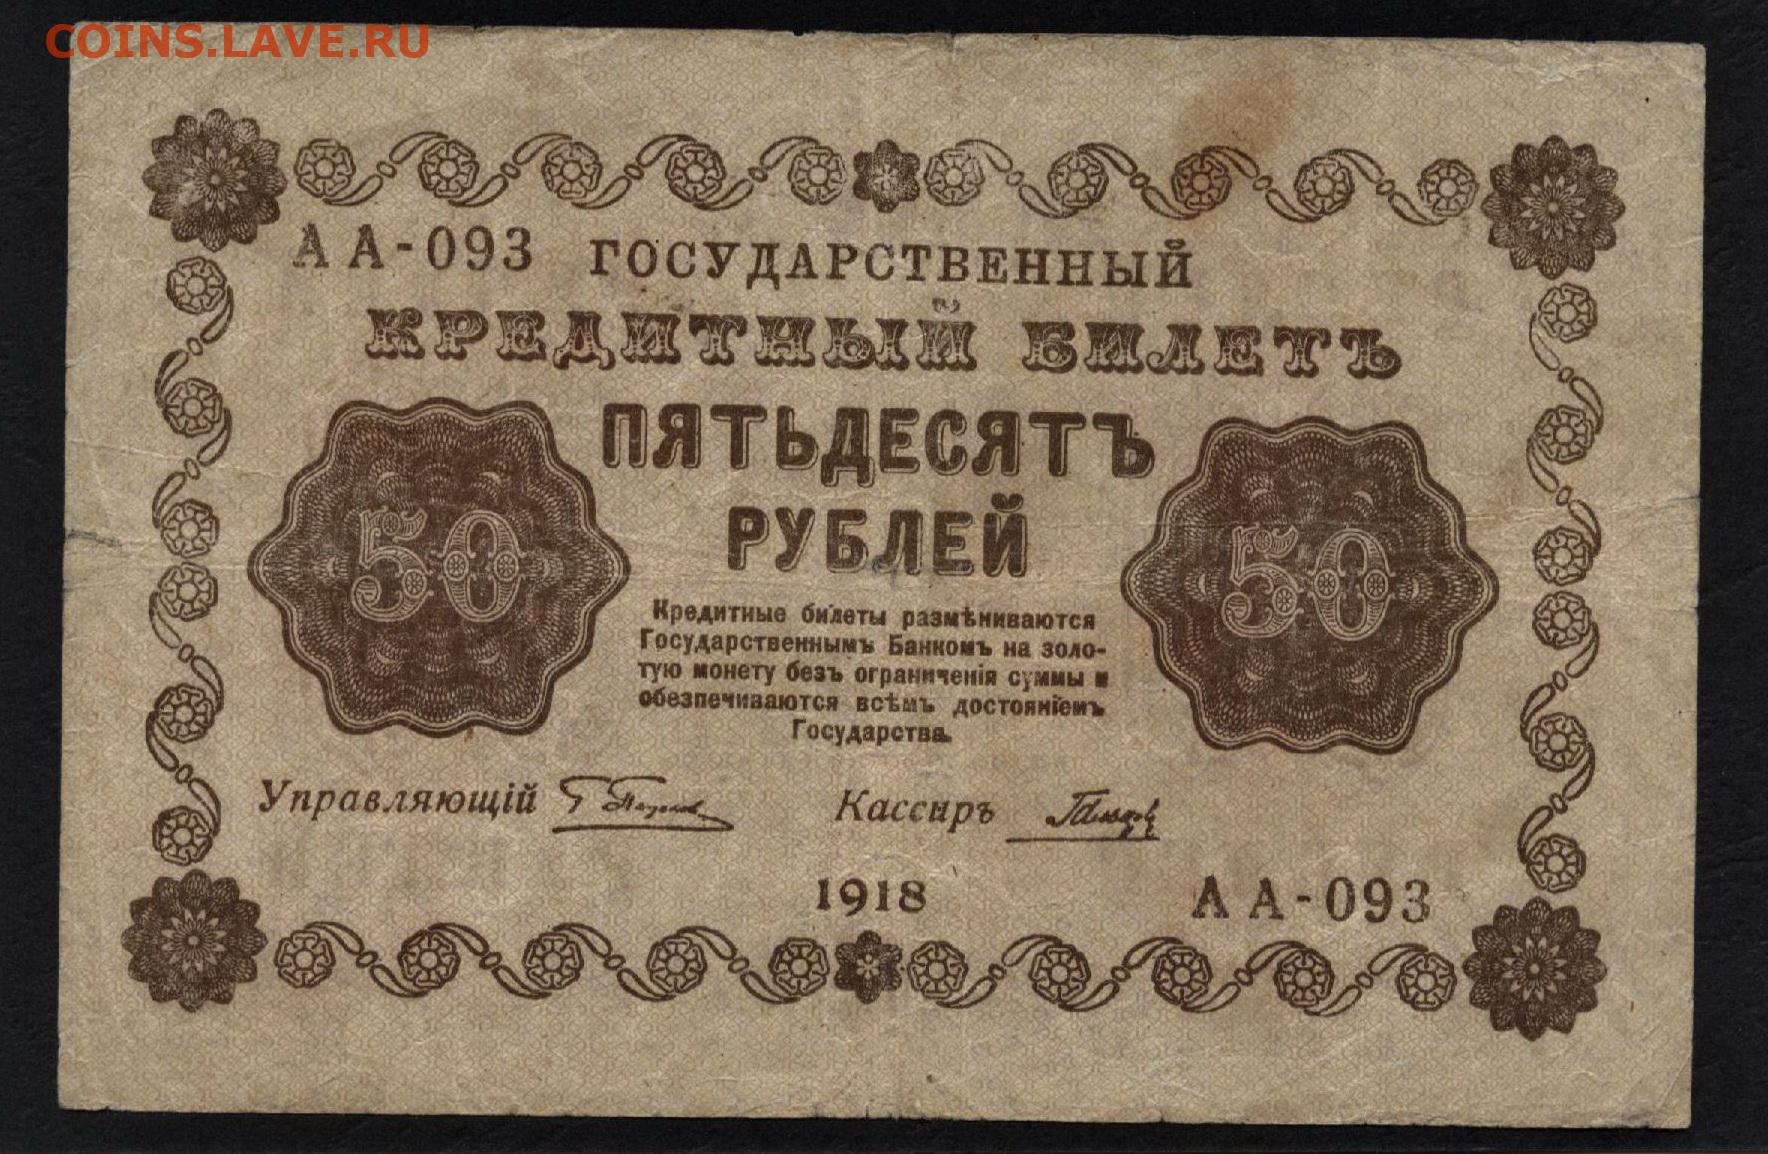 COINS.LAVE.RU
АА-093 ГОСУДАРСТВЕННЫЙ
КРЕДИТНЫЙ БИЛЕТЪ
ПЯТЬДЕСЯТЪ
РУБЛЕЙ
50
50
Кредитные билеты размѣниваются
Государственнымъ Банкомъ на золо-
тую монету безъ ограниченія суммы и
обезпечиваются всѣмъ достояніемъ
Государства.
Управляющій
Кассиръ
1918
АА-093